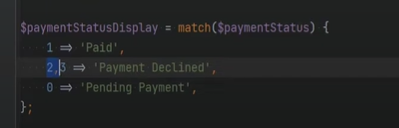 $paymentStatusDisplay = match($paymentStatus) {
1 => 'Paid',
2,3 => 'Payment Declined',
0 => 'Pending Payment',
};